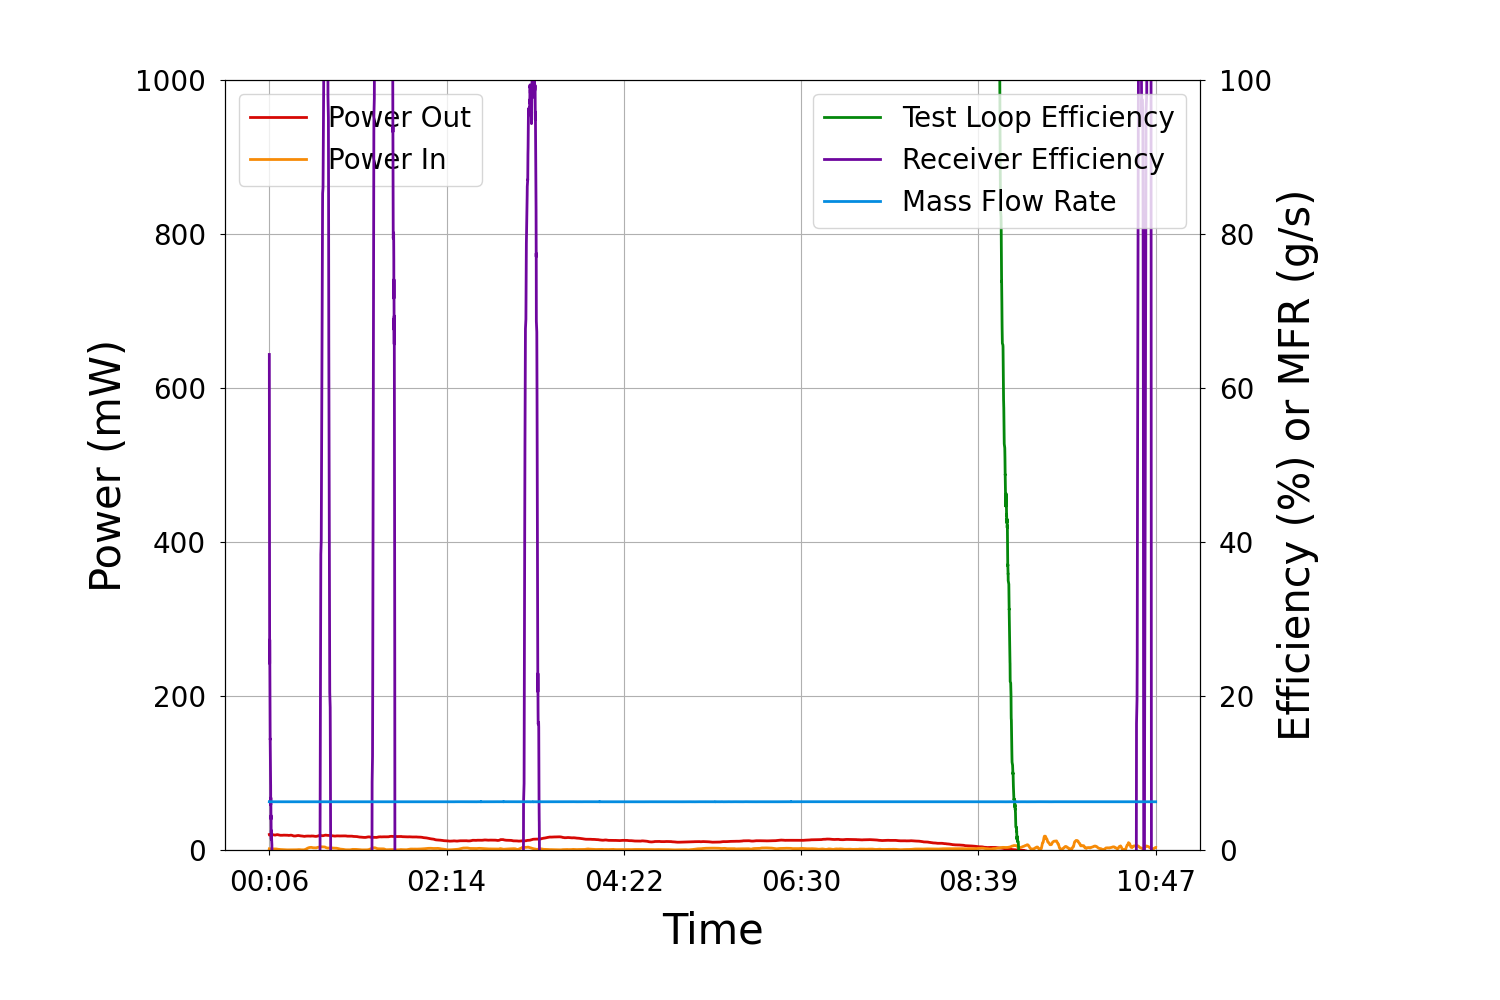 1000
800
600
400
200
0
Power (mW)
Power Out
Power In
Test Loop Efficiency
Receiver Efficiency
Mass Flow Rate
100
80
60
40
20
0
Efficiency (%) or MFR (g/s)
00:06 02:14 04:22 06:30 08:39 10:47
Time